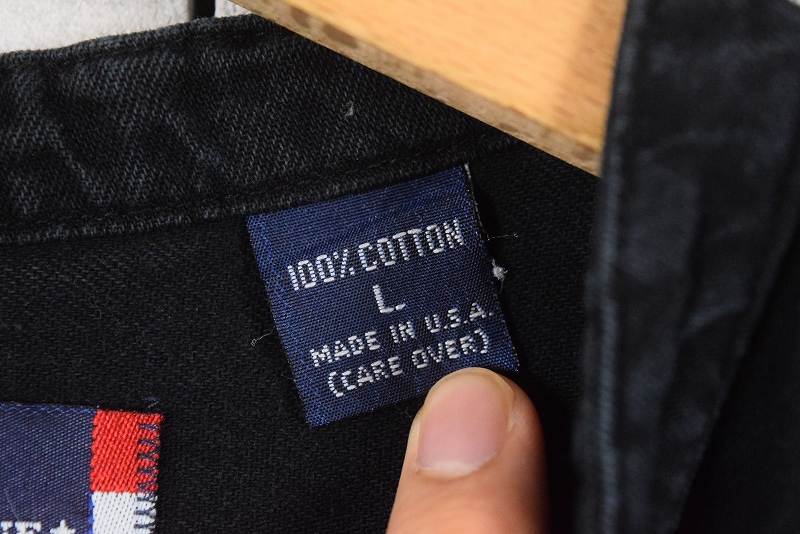 100% COTTON
L
MADE IN U.S.A.
(CARE OVER)